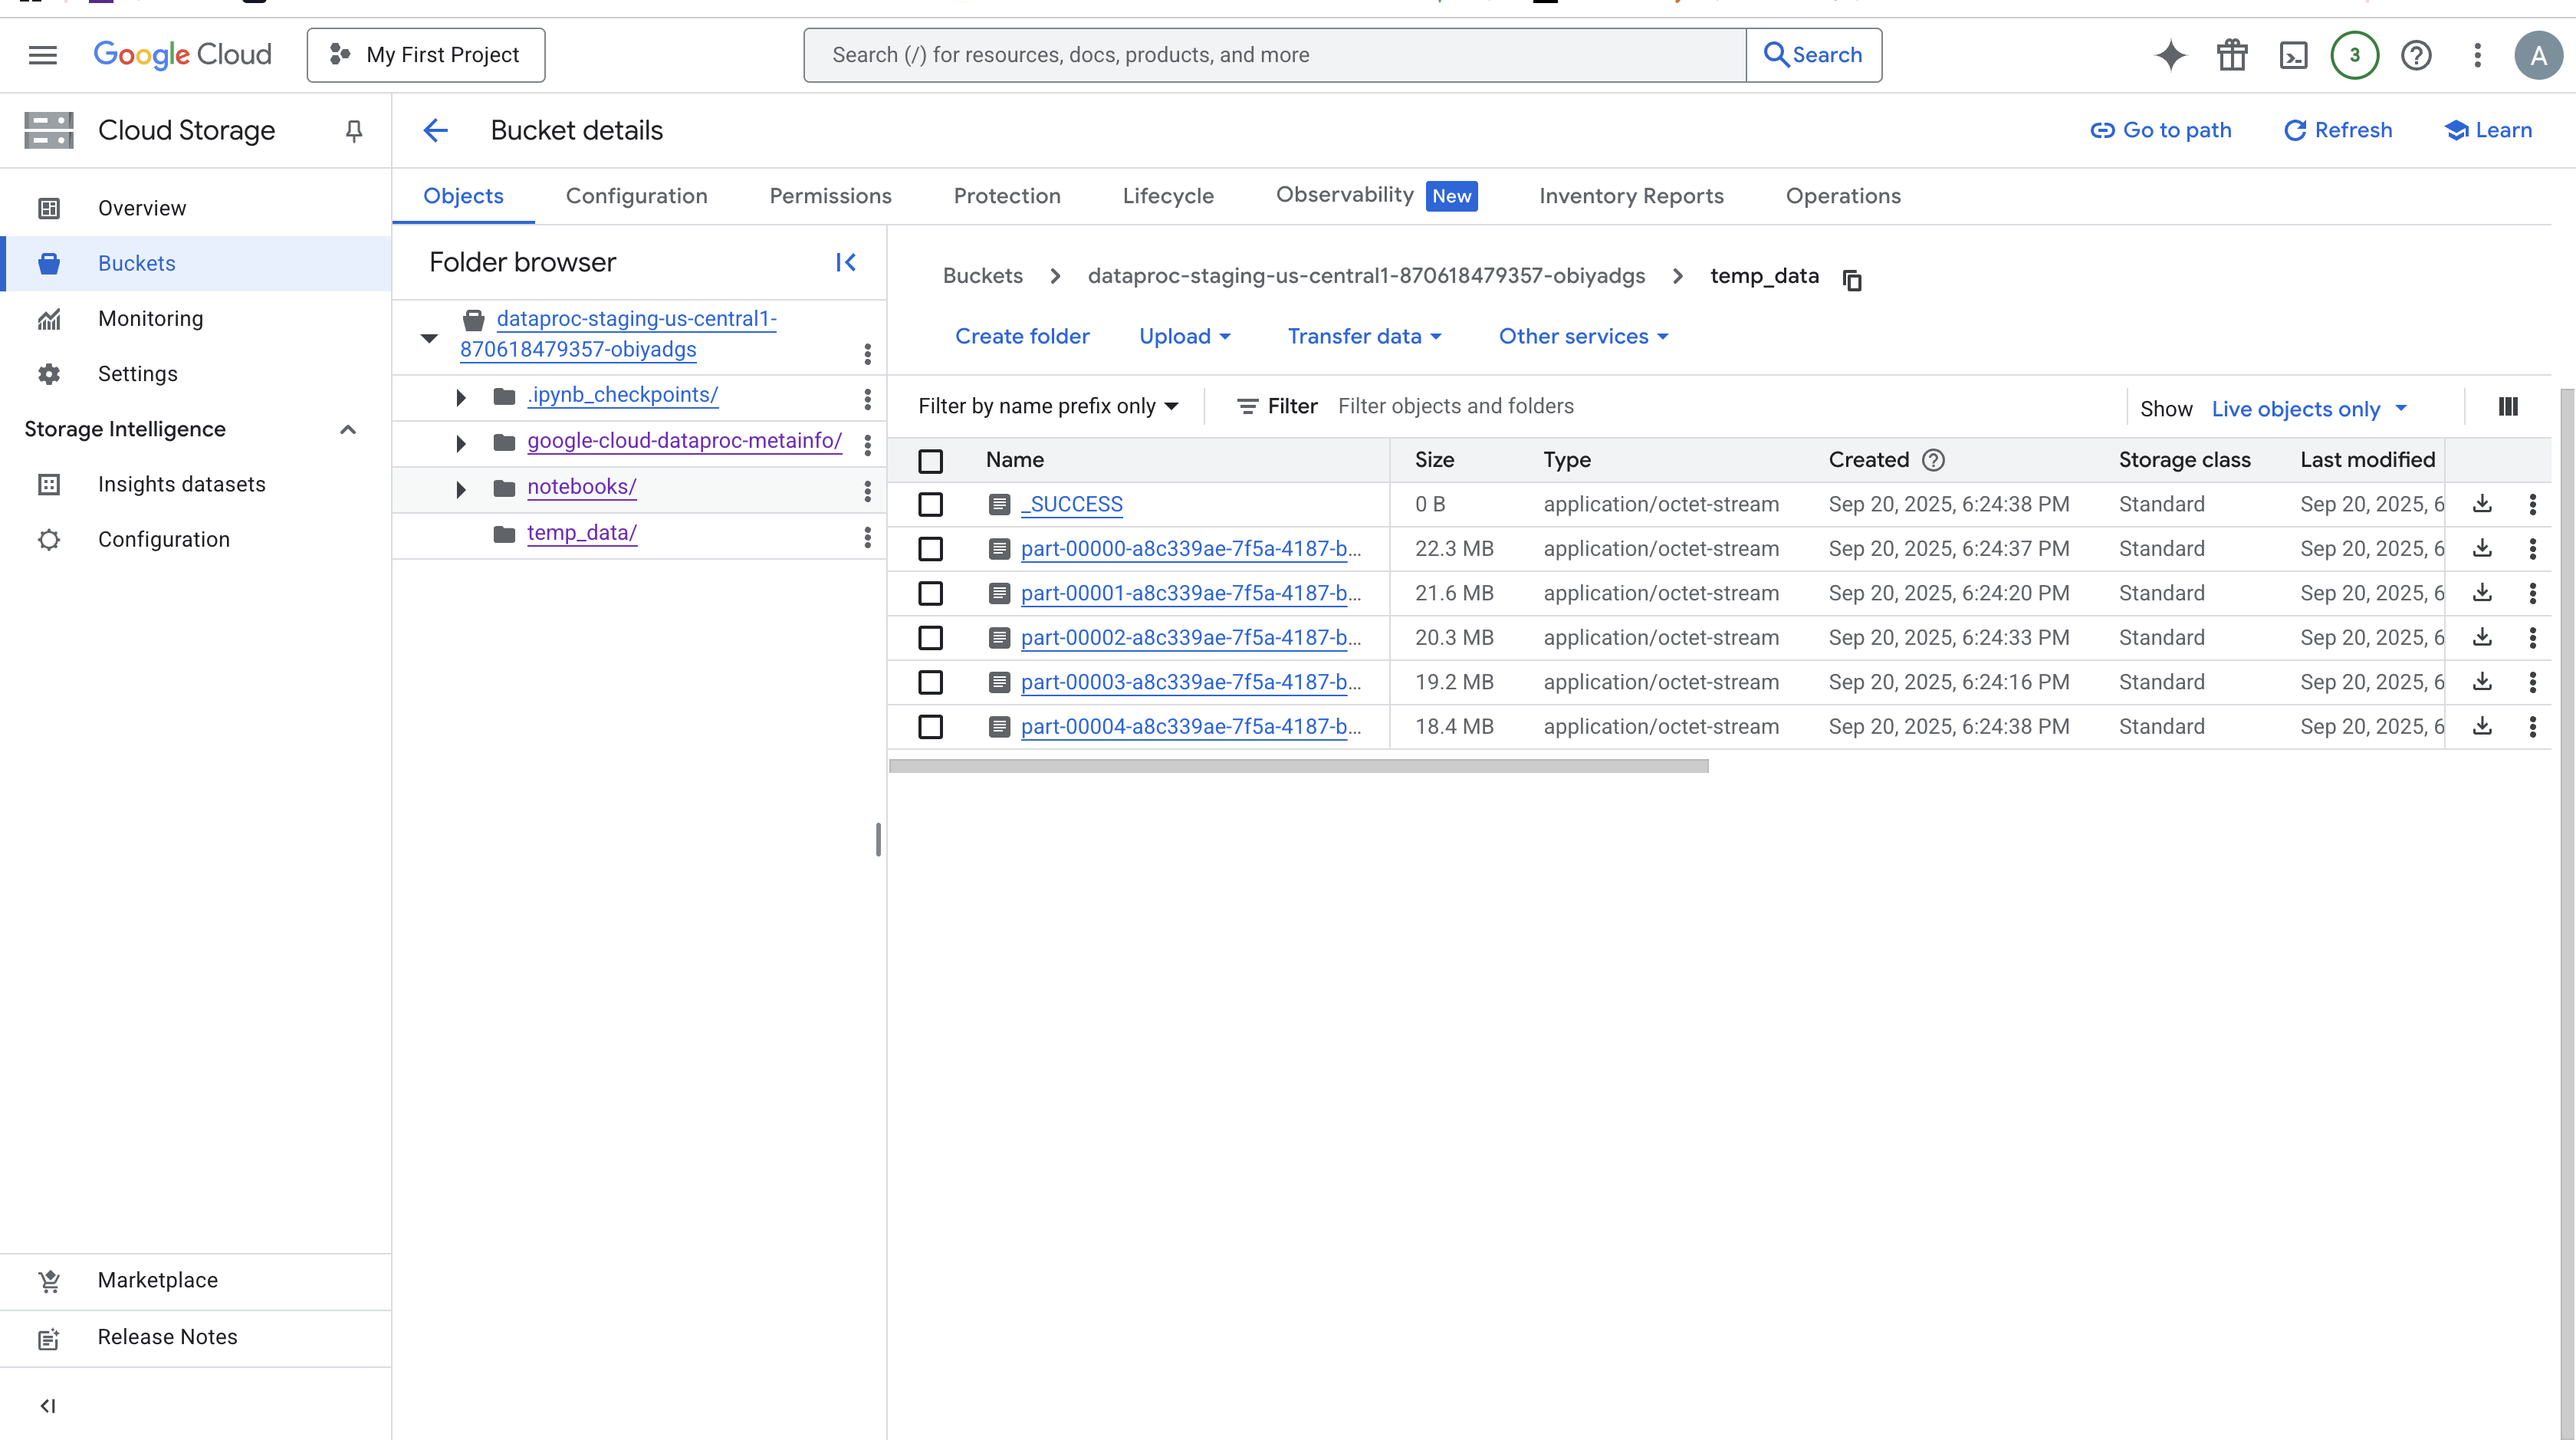 Google Cloud
My First Project
Search (/) for resources, docs, products, and more
Search
3
A
Cloud Storage
Bucket details
Go to path
Refresh
Learn
Overview
Buckets
Monitoring
Settings
Storage Intelligence
Insights datasets
Configuration
Marketplace
Release Notes
Objects
Configuration
Permissions
Protection
Lifecycle
Observability New
Inventory Reports
Operations
Folder browser
dataproc-staging-us-central1-
870618479357-obiyadgs
.ipynb_checkpoints/
google-cloud-dataproc-metainfo/
notebooks/
temp_data/
Buckets > dataproc-staging-us-central1-870618479357-obiyadgs > temp_data
Create folder
Upload
Transfer data
Other services
Filter by name prefix only
Filter
Filter objects and folders
Show Live objects only
Name Size Type Created Storage class Last modified
_SUCCESS 0 B application/octet-stream Sep 20, 2025, 6:24:38 PM Standard Sep 20, 2025, 6
part-00000-a8c339ae-7f5a-4187-b... 22.3 MB application/octet-stream Sep 20, 2025, 6:24:37 PM Standard Sep 20, 2025, 6
part-00001-a8c339ae-7f5a-4187-b... 21.6 MB application/octet-stream Sep 20, 2025, 6:24:20 PM Standard Sep 20, 2025, 6
part-00002-a8c339ae-7f5a-4187-b... 20.3 MB application/octet-stream Sep 20, 2025, 6:24:33 PM Standard Sep 20, 2025, 6
part-00003-a8c339ae-7f5a-4187-b... 19.2 MB application/octet-stream Sep 20, 2025, 6:24:16 PM Standard Sep 20, 2025, 6
part-00004-a8c339ae-7f5a-4187-b... 18.4 MB application/octet-stream Sep 20, 2025, 6:24:38 PM Standard Sep 20, 2025, 6